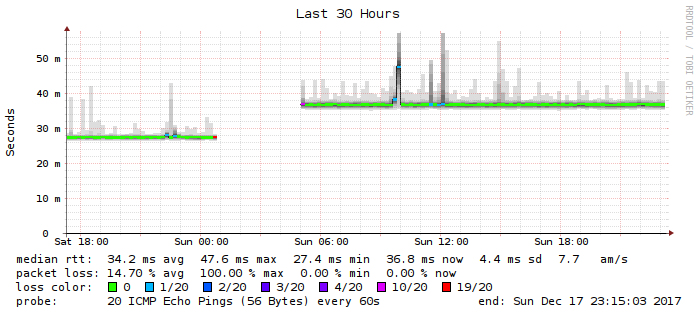 Last 30 Hours
RRDTOOL / TOBI OETIKER
Seconds
50 m
40 m
30 m
20 m
10 m
0
Sat 18:00 Sun 00:00 Sun 06:00 Sun 12:00 Sun 18:00
median rtt: 34.2 ms avg 47.6 ms max 27.4 ms min 36.8 ms now 4.4 ms sd 7.7 am/s
packet loss: 14.70 % avg 100.00 % max 0.00 % min 0.00 % now
loss color: 0 1/20 2/20 3/20 4/20 10/20 19/20
probe: 20 ICMP Echo Pings (56 Bytes) every 60s end: Sun Dec 17 23:15:03 2017